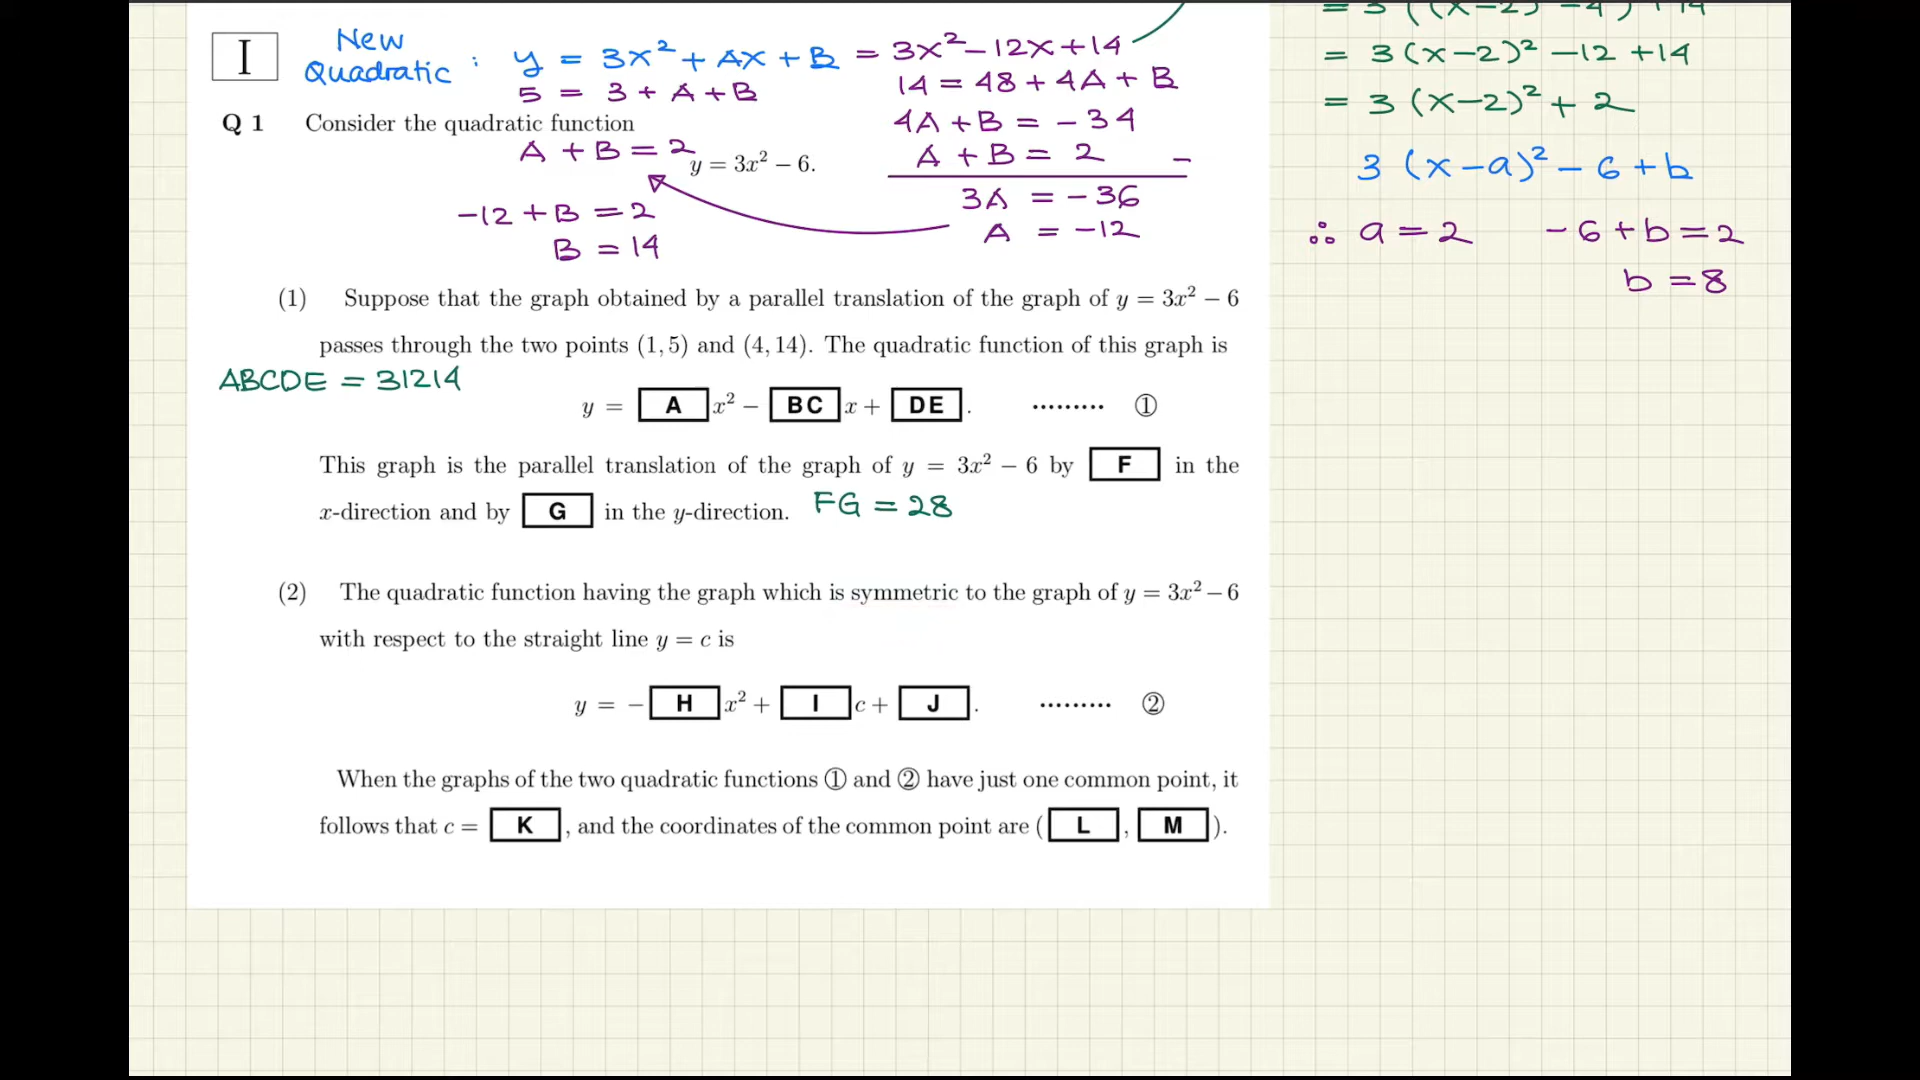 I
New
Quadratic : y = 3x² + Ax + B = 3x² − 12x + 14
5 = 3 + A + B
14 = 48 + 4A + B
Q 1 Consider the quadratic function
4A + B = −34
A + B = 2
y = 3x² − 6.
A + B = 2 −
3A = −36
−12 + B = 2
A = −12
B = 14
(1) Suppose that the graph obtained by a parallel translation of the graph of y = 3x² − 6
passes through the two points (1, 5) and (4, 14). The quadratic function of this graph is
ABCDE = 31214
y = A x² − BC x + DE . ········· ①
This graph is the parallel translation of the graph of y = 3x² − 6 by F in the
x-direction and by G in the y-direction. FG = 28
(2) The quadratic function having the graph which is symmetric to the graph of y = 3x² − 6
with respect to the straight line y = c is
y = − H x² + I c + J . ········· ②
When the graphs of the two quadratic functions ① and ② have just one common point, it
follows that c = K , and the coordinates of the common point are ( L , M ).
= 3 ((x−2)² −4) + 14
= 3 (x−2)² −12 +14
= 3 (x−2)² + 2
3 (x−a)² − 6 + b
∴ a = 2 −6 + b = 2
b = 8